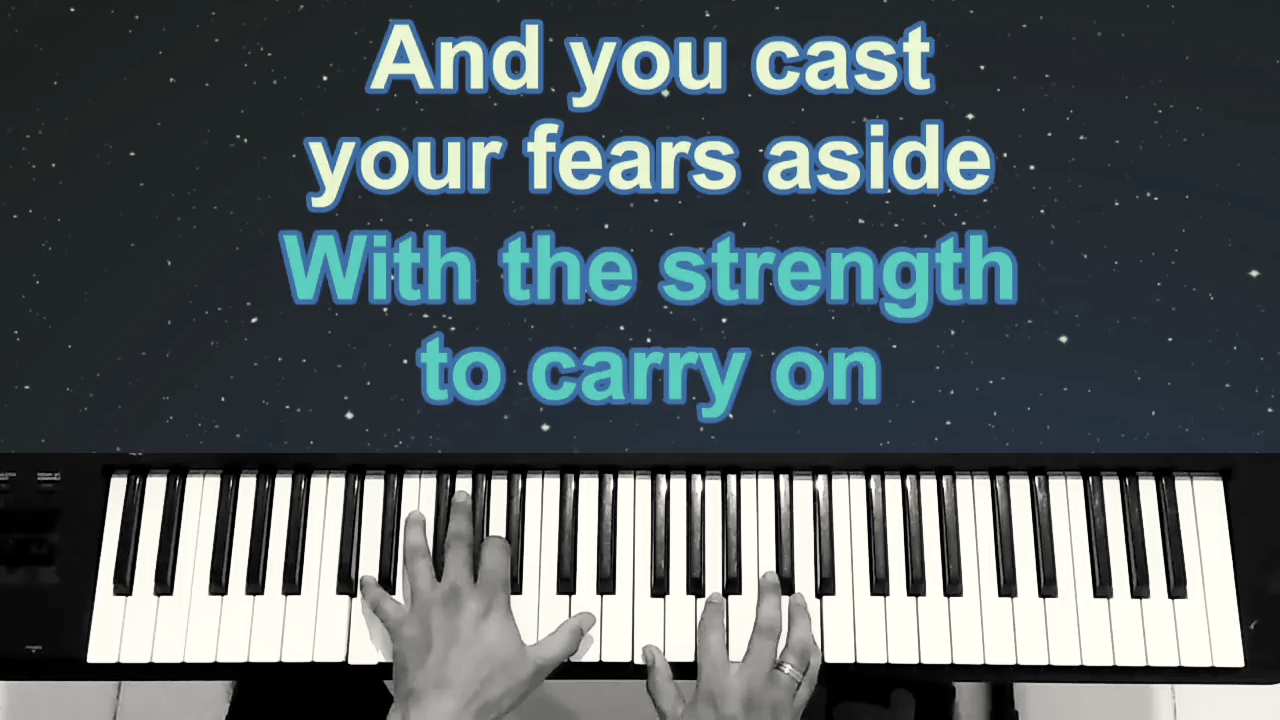 And you cast
your fears aside
With the strength
to carry on